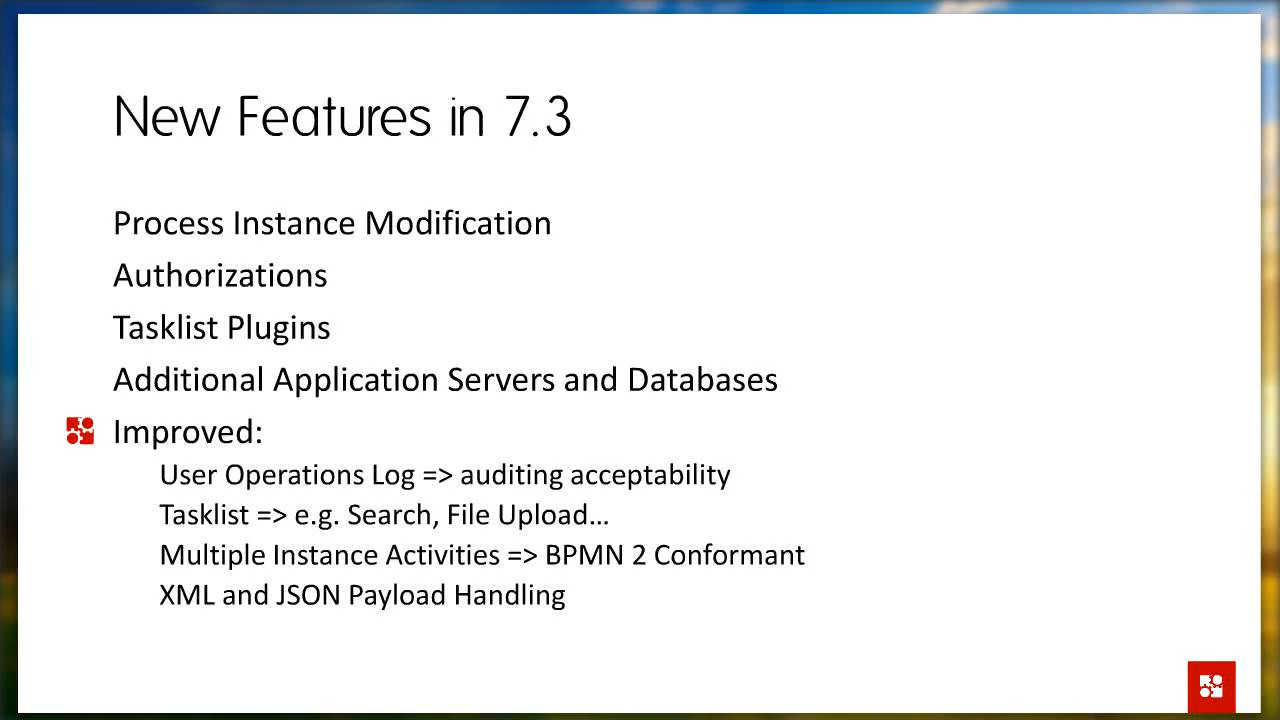 New Features in 7.3
Process Instance Modification
Authorizations
Tasklist Plugins
Additional Application Servers and Databases
Improved:
User Operations Log => auditing acceptability
Tasklist => e.g. Search, File Upload…
Multiple Instance Activities => BPMN 2 Conformant
XML and JSON Payload Handling